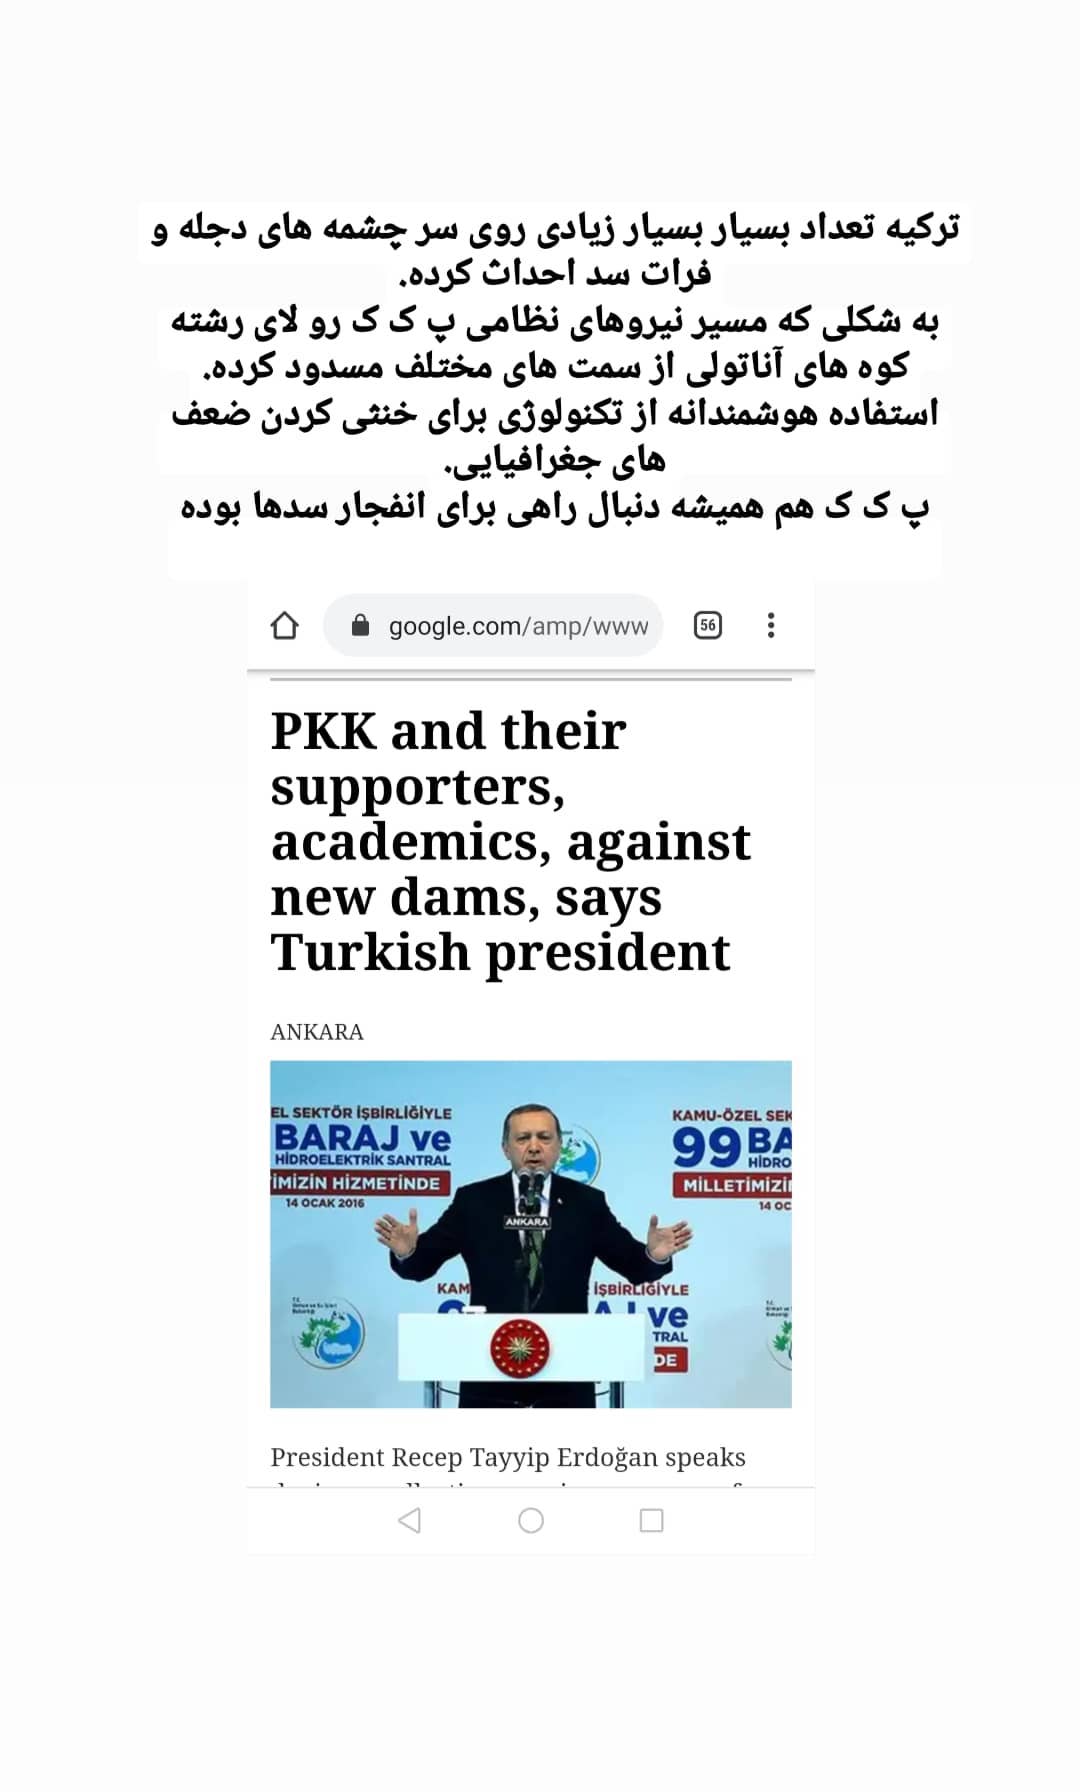 ترکیه تعداد بسیار بسیار زیادی روی سر چشمه های دجله و
فرات سد احداث کرده.
به شکلی که مسیر نیروهای نظامی پ ک ک رو لای رشته
کوه های آناتولی از سمت های مختلف مسدود کرده.
استفاده هوشمندانه از تکنولوژی برای خنثی کردن ضعف
های جغرافیایی.
پ ک ک هم همیشه دنبال راهی برای انفجار سدها بوده
google.com/amp/www
56
PKK and their
supporters,
academics, against
new dams, says
Turkish president
ANKARA
EL SEKTÖR İŞBİRLİĞİYLE
BARAJ ve
HİDROELEKTRİK SANTRAL
İMİZİN HİZMETİNDE
14 OCAK 2016
KAMU-ÖZEL SEK
99 BA
HİDRO
MİLLETİMİZİ
14 OC
ANKARA
KAM
İŞBİRLİĞİYLE
ve
TRAL
DE
President Recep Tayyip Erdoğan speaks